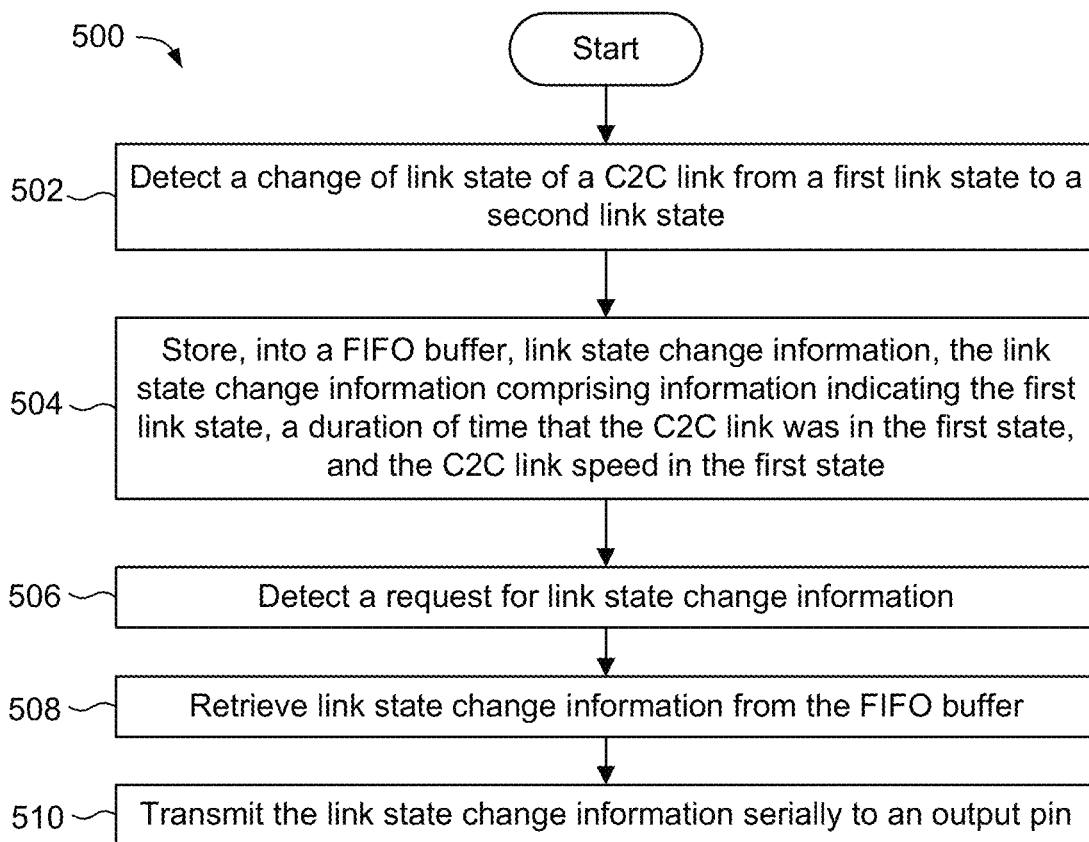 500
Start
502
Detect a change of link state of a C2C link from a first link state to a
second link state
504
Store, into a FIFO buffer, link state change information, the link
state change information comprising information indicating the first
link state, a duration of time that the C2C link was in the first state,
and the C2C link speed in the first state
506
Detect a request for link state change information
508
Retrieve link state change information from the FIFO buffer
510
Transmit the link state change information serially to an output pin